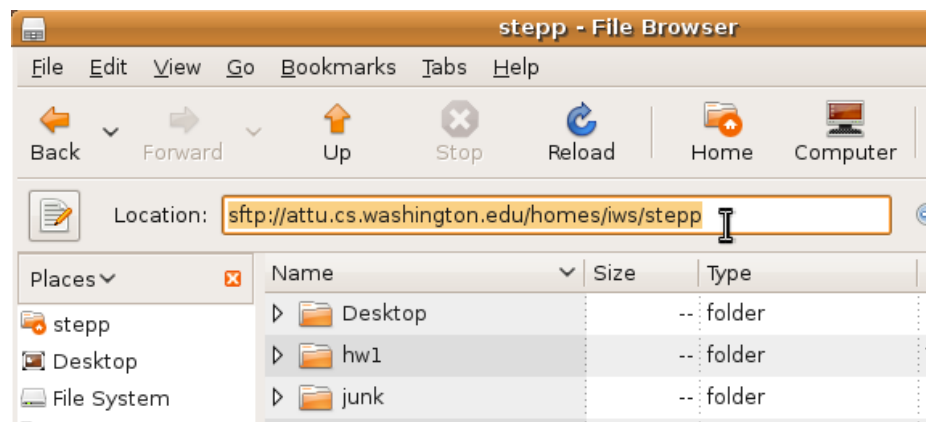 stepp - File Browser
File Edit View Go Bookmarks Tabs Help
Back Forward Up Stop Reload Home Computer
Location: sftp://attu.cs.washington.edu/homes/iws/stepp
Places Name Size Type
stepp Desktop -- folder
Desktop hw1 -- folder
File System junk -- folder